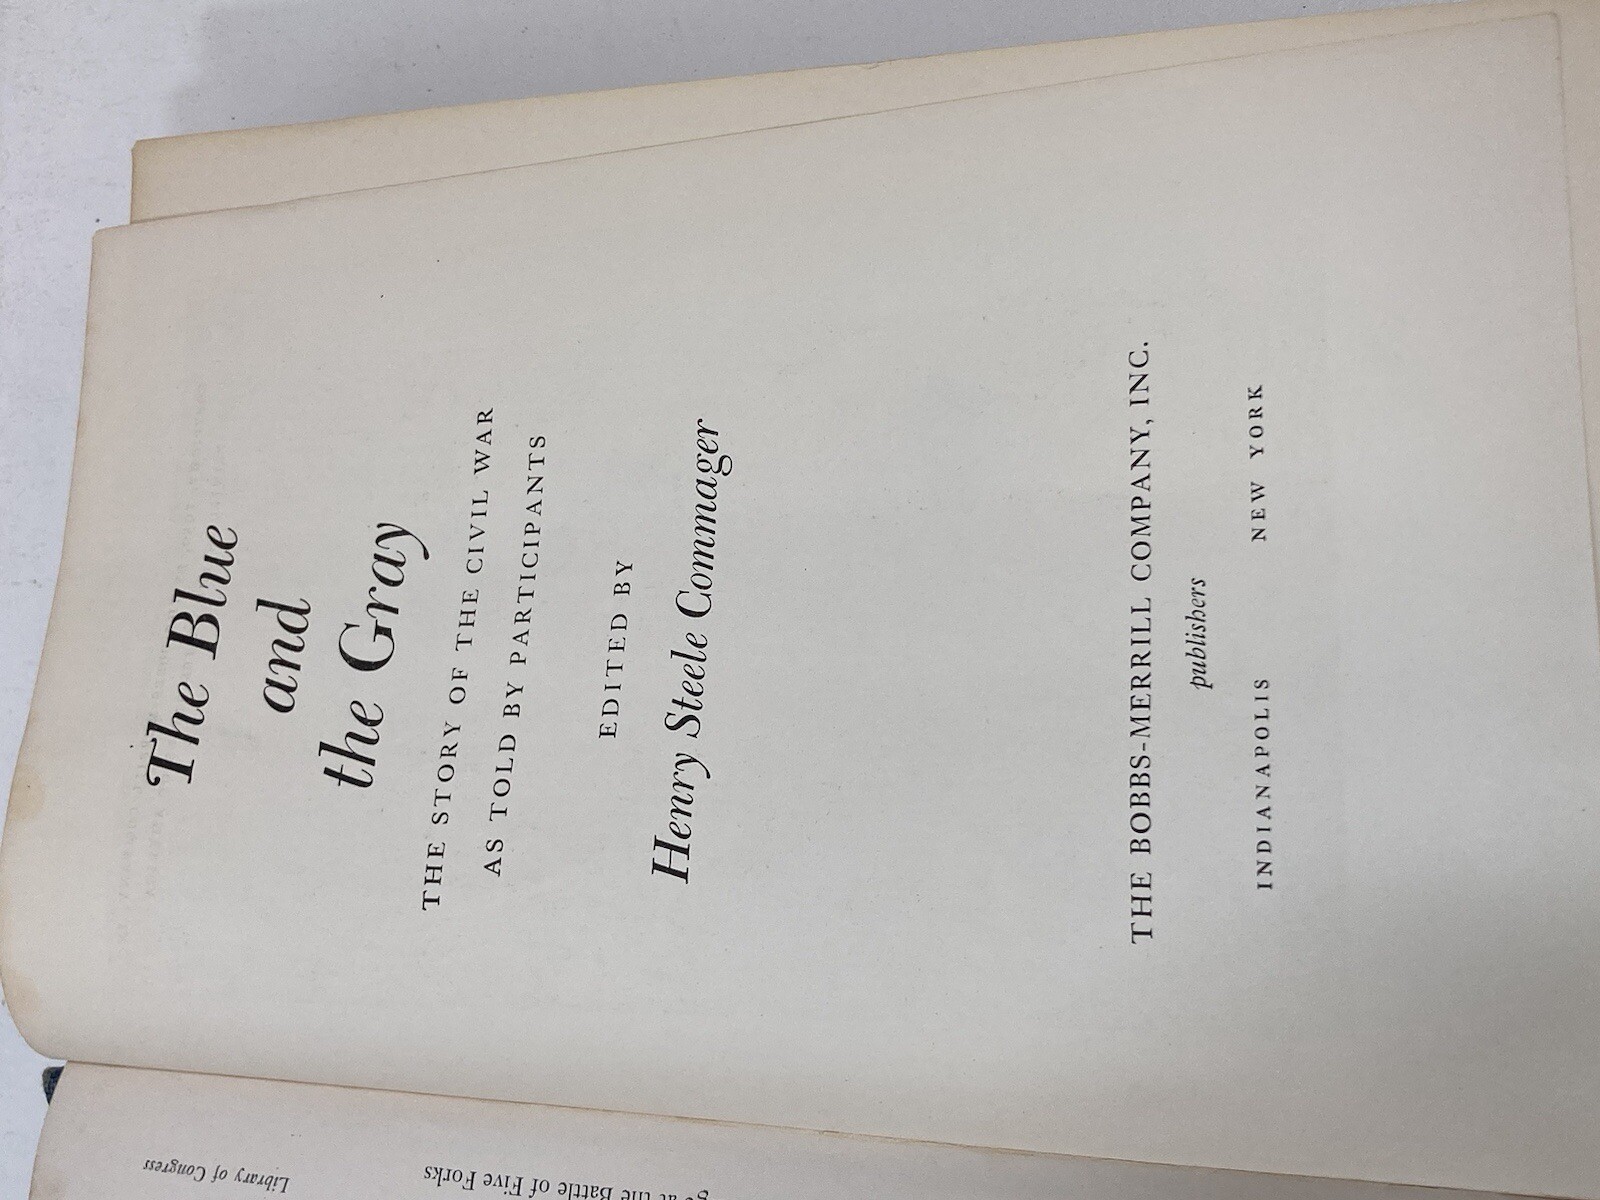 The Blue
and
the Gray
THE STORY OF THE CIVIL WAR
AS TOLD BY PARTICIPANTS
EDITED BY
Henry Steele Commager
THE BOBBS-MERRILL COMPANY, INC.
publishers
INDIANAPOLIS NEW YORK
Library of Congress
at the Battle of Five Forks